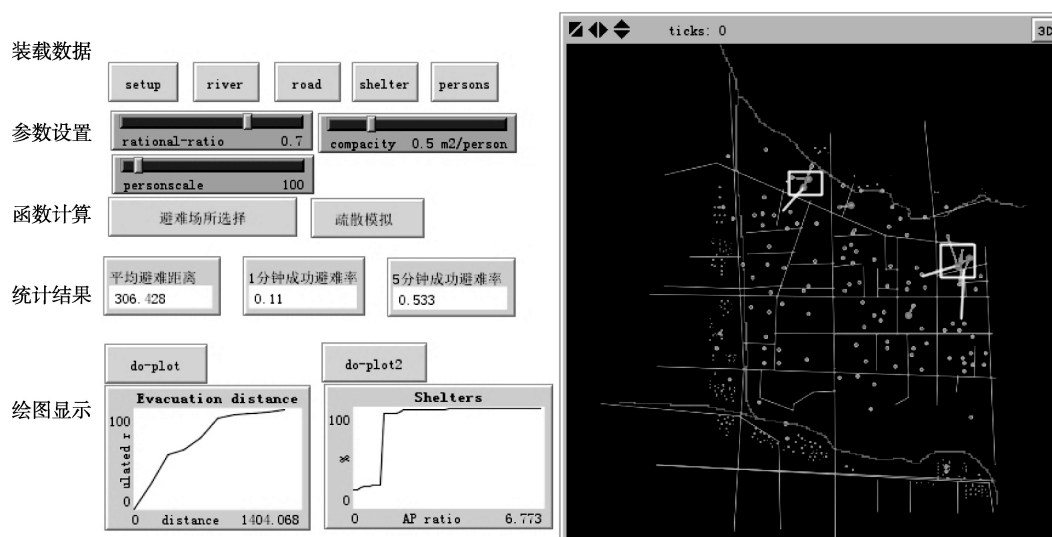 ticks: 0
3D
装载数据
setup river road shelter persons
参数设置
rational-ratio 0.7
compacity 0.5 m2/person
personscale 100
函数计算
避难场所选择
疏散模拟
统计结果
平均避难距离
306.428
1分钟成功避难率
0.11
5分钟成功避难率
0.533
绘图显示
do-plot
do-plot2
Evacuation distance
100
ulated r
0
0 distance 1404.068
Shelters
100
%
0
0 AP ratio 6.773